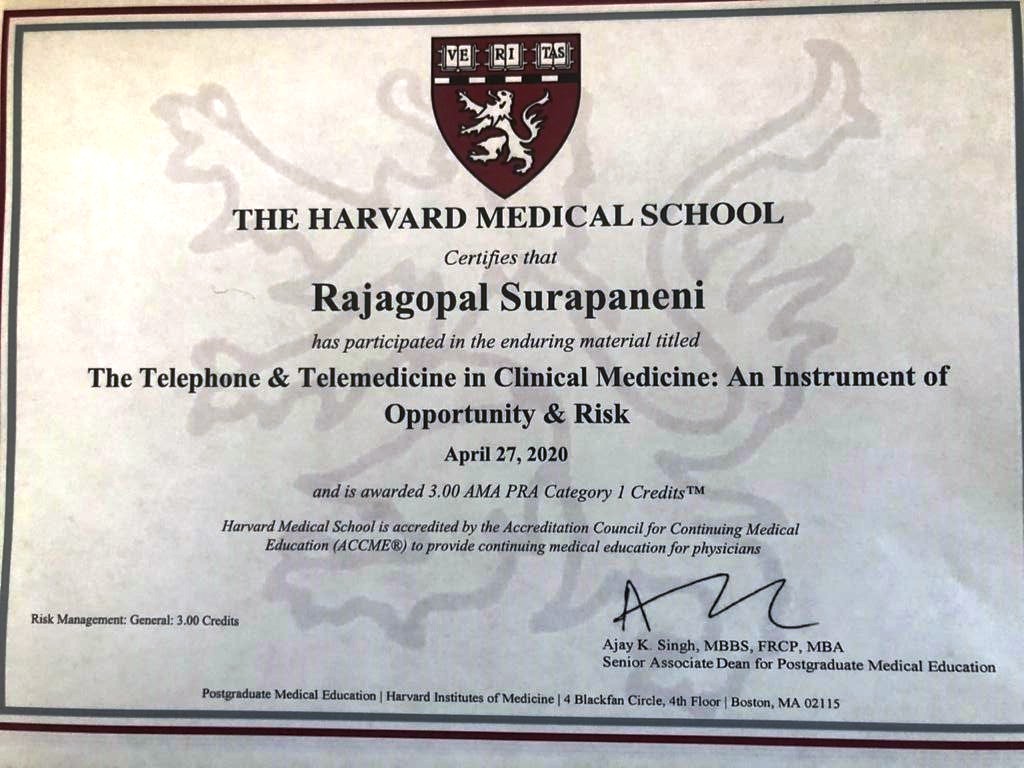 VE RI TAS
THE HARVARD MEDICAL SCHOOL
Certifies that
Rajagopal Surapaneni
has participated in the enduring material titled
The Telephone & Telemedicine in Clinical Medicine: An Instrument of
Opportunity & Risk
April 27, 2020
and is awarded 3.00 AMA PRA Category 1 Credits™
Harvard Medical School is accredited by the Accreditation Council for Continuing Medical
Education (ACCME®) to provide continuing medical education for physicians
Risk Management: General: 3.00 Credits
Ajay K. Singh, MBBS, FRCP, MBA
Senior Associate Dean for Postgraduate Medical Education
Postgraduate Medical Education | Harvard Institutes of Medicine | 4 Blackfan Circle, 4th Floor | Boston, MA 02115